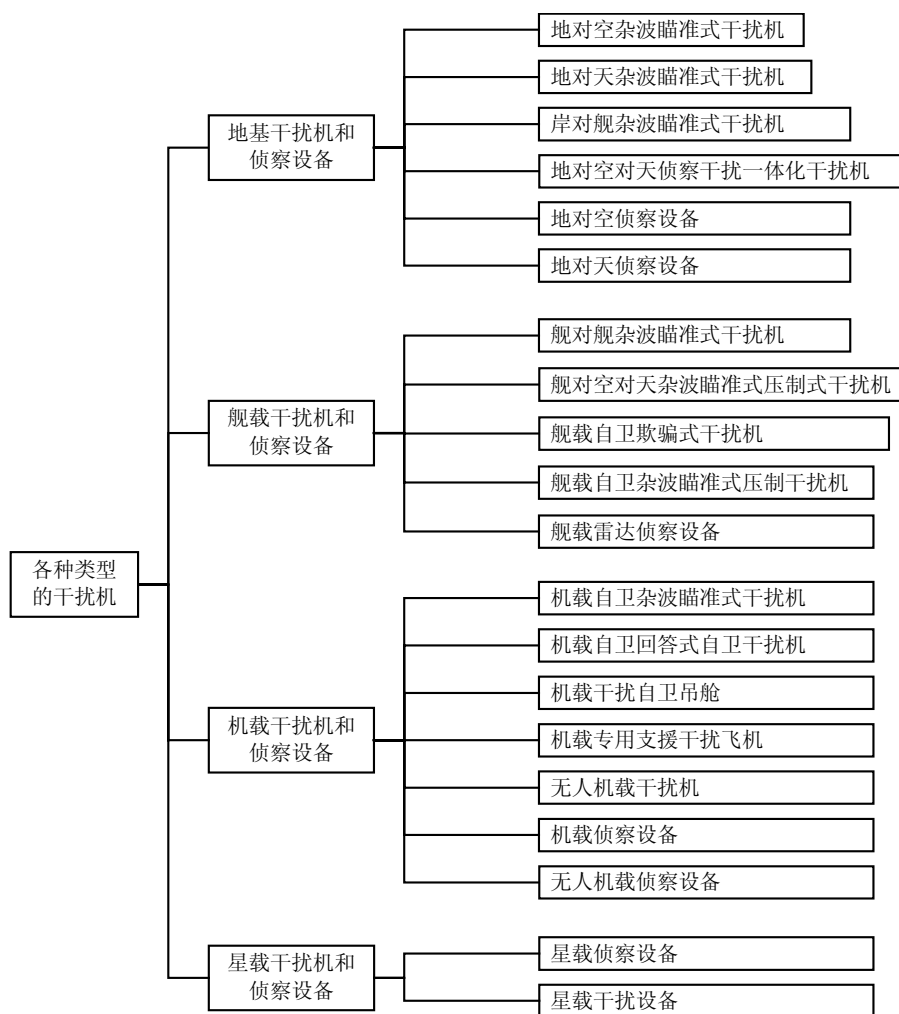 各种类型
的干扰机
地基干扰机和
侦察设备
地对空杂波瞄准式干扰机
地对天杂波瞄准式干扰机
岸对舰杂波瞄准式干扰机
地对空对天侦察干扰一体化干扰机
地对空侦察设备
地对天侦察设备
舰载干扰机和
侦察设备
舰对舰杂波瞄准式干扰机
舰对空对天杂波瞄准式压制式干扰机
舰载自卫欺骗式干扰机
舰载自卫杂波瞄准式压制干扰机
舰载雷达侦察设备
机载干扰机和
侦察设备
机载自卫杂波瞄准式干扰机
机载自卫回答式自卫干扰机
机载干扰自卫吊舱
机载专用支援干扰飞机
无人机载干扰机
机载侦察设备
无人机载侦察设备
星载干扰机和
侦察设备
星载侦察设备
星载干扰设备